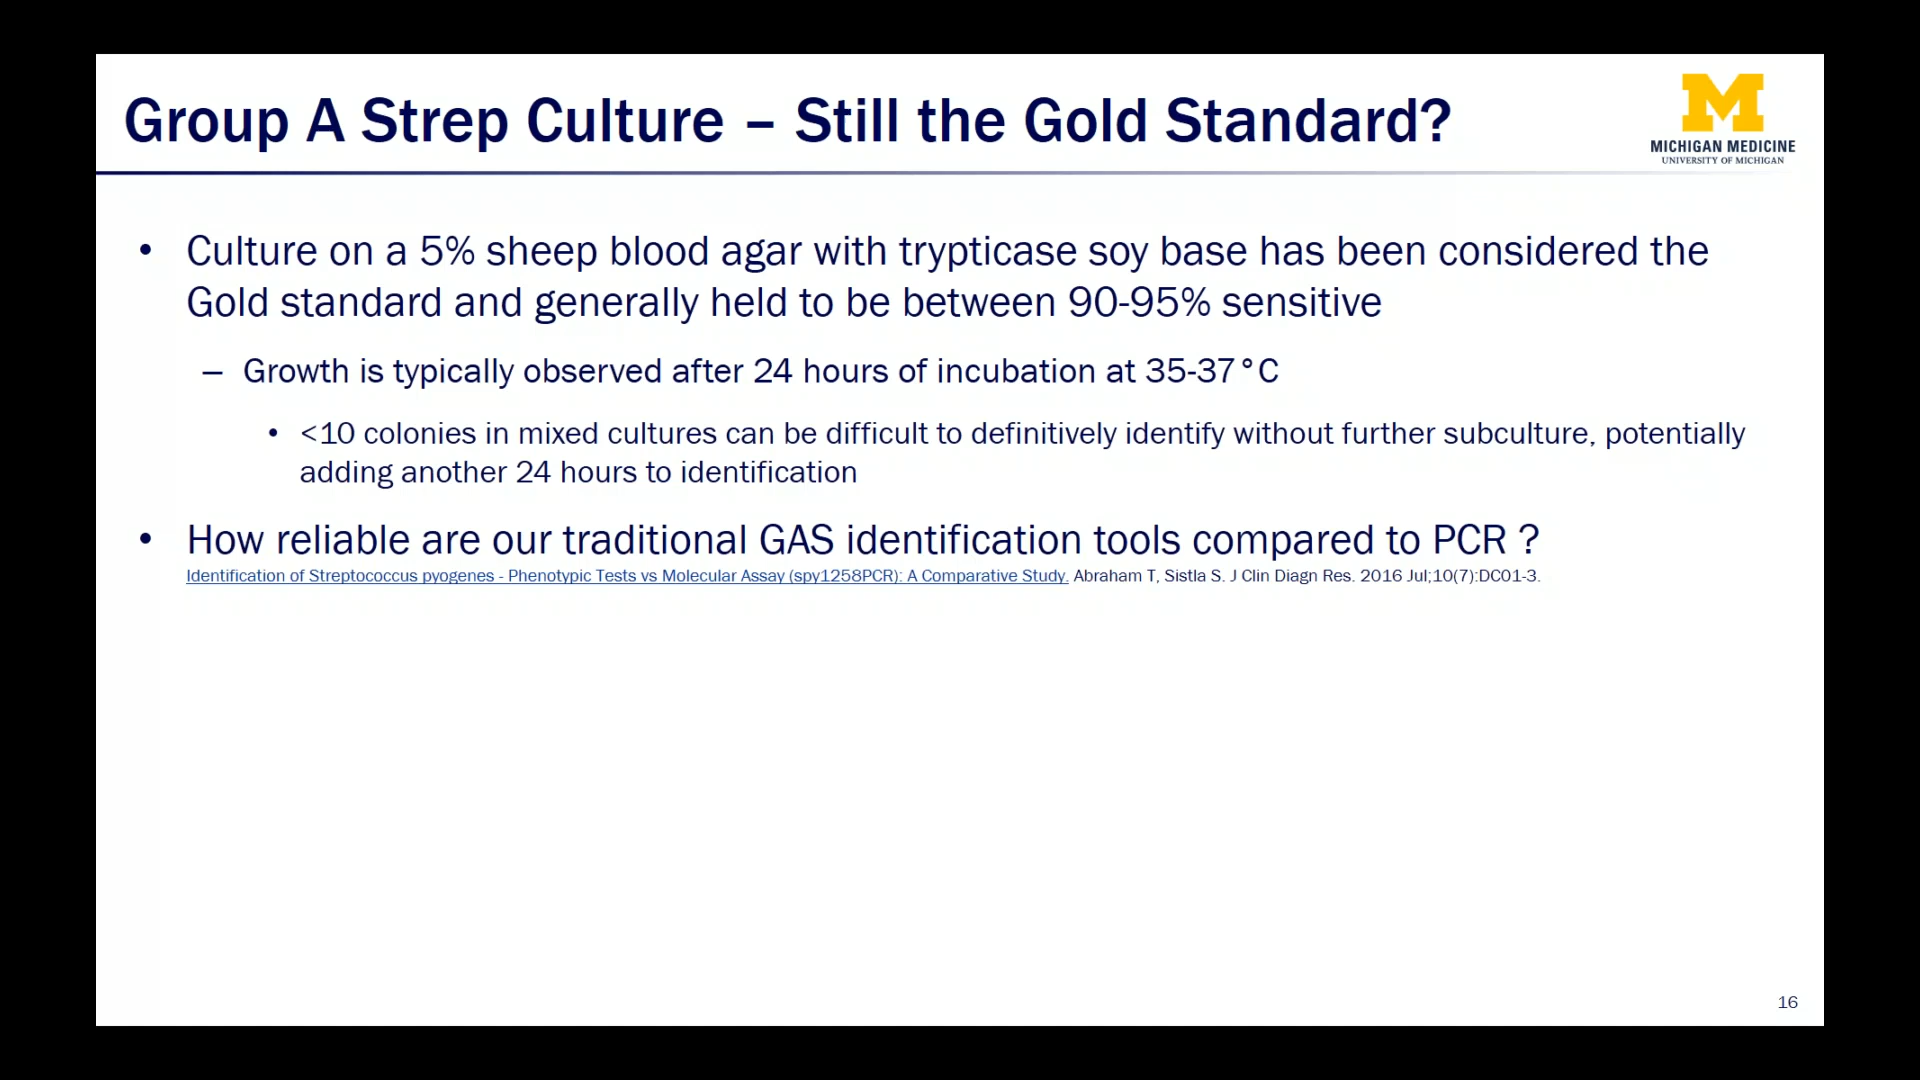 Group A Strep Culture – Still the Gold Standard?
M
MICHIGAN MEDICINE
UNIVERSITY OF MICHIGAN
• Culture on a 5% sheep blood agar with trypticase soy base has been considered the
Gold standard and generally held to be between 90-95% sensitive
– Growth is typically observed after 24 hours of incubation at 35-37°C
• <10 colonies in mixed cultures can be difficult to definitively identify without further subculture, potentially
adding another 24 hours to identification
• How reliable are our traditional GAS identification tools compared to PCR ?
Identification of Streptococcus pyogenes - Phenotypic Tests vs Molecular Assay (spy1258PCR): A Comparative Study. Abraham T, Sistla S. J Clin Diagn Res. 2016 Jul;10(7):DC01-3.
16